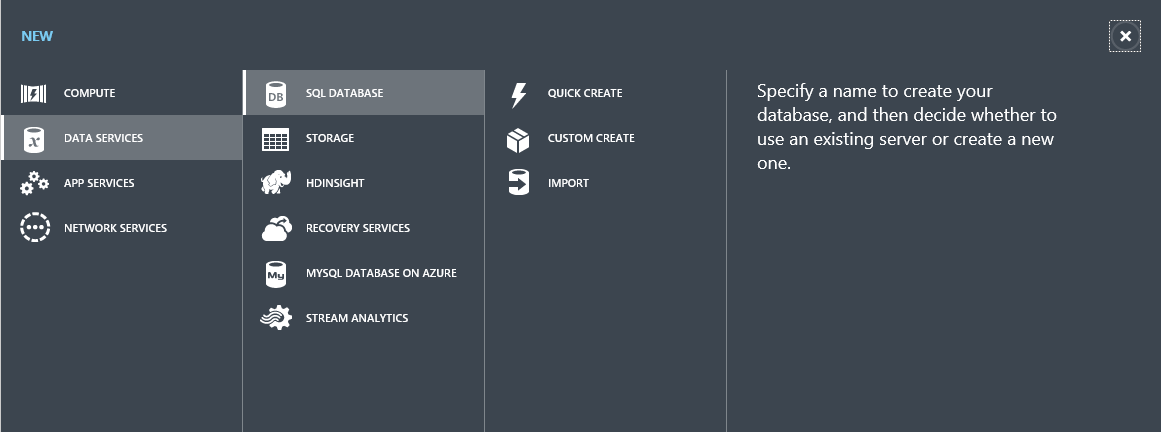 NEW
COMPUTE
DATA SERVICES
APP SERVICES
NETWORK SERVICES
DB
SQL DATABASE
STORAGE
HDINSIGHT
RECOVERY SERVICES
My
MYSQL DATABASE ON AZURE
STREAM ANALYTICS
QUICK CREATE
CUSTOM CREATE
IMPORT
Specify a name to create your
database, and then decide whether to
use an existing server or create a new
one.